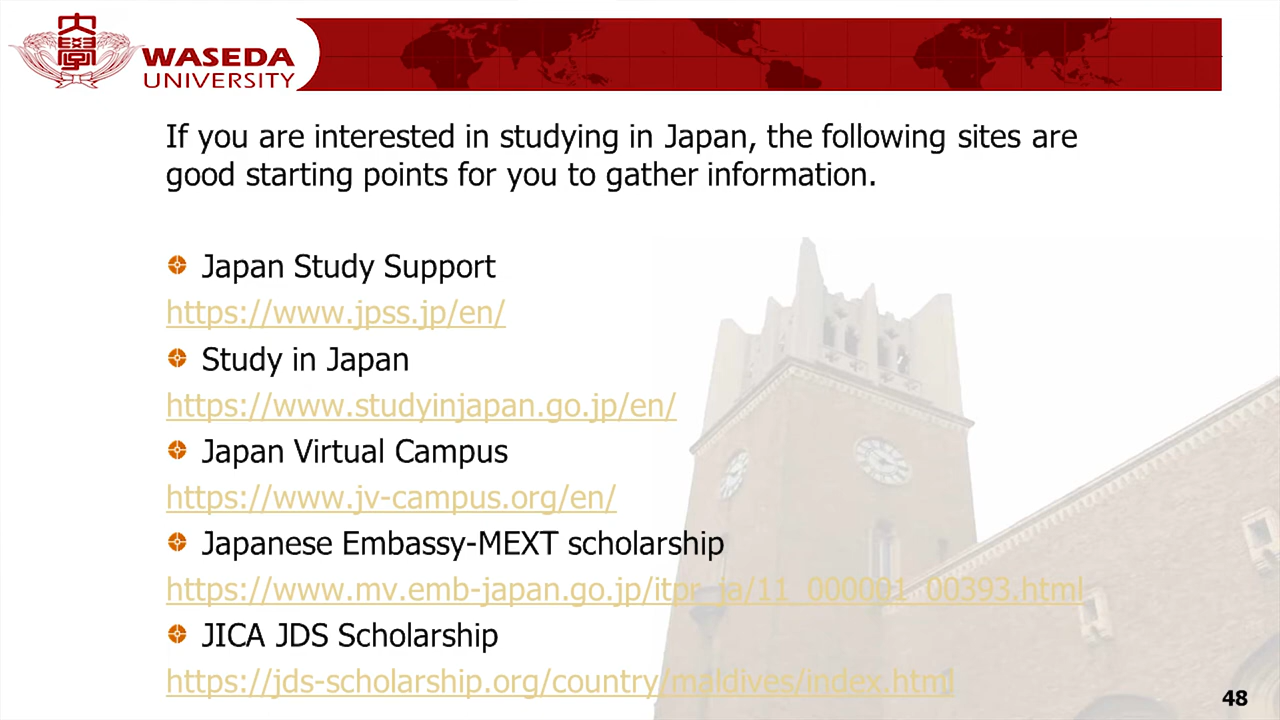 大
學
WASEDA
UNIVERSITY
If you are interested in studying in Japan, the following sites are
good starting points for you to gather information.
Japan Study Support
https://www.jpss.jp/en/
Study in Japan
https://www.studyinjapan.go.jp/en/
Japan Virtual Campus
https://www.jv-campus.org/en/
Japanese Embassy-MEXT scholarship
https://www.mv.emb-japan.go.jp/itpr_ja/11_000001_00393.html
JICA JDS Scholarship
https://jds-scholarship.org/country/maldives/index.html
48